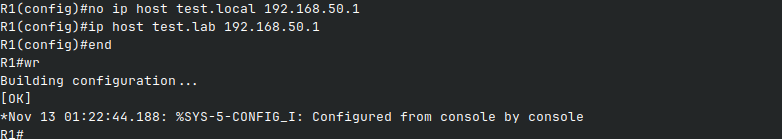 R1(config)#no ip host test.local 192.168.50.1
R1(config)#ip host test.lab 192.168.50.1
R1(config)#end
R1#wr
Building configuration...
[OK]
*Nov 13 01:22:44.188: %SYS-5-CONFIG_I: Configured from console by console
R1#